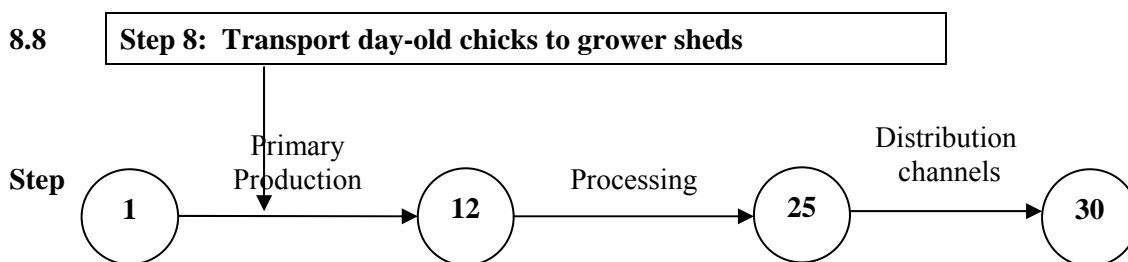 8.8 Step 8: Transport day-old chicks to grower sheds
Primary
Production
Processing
Distribution
channels
Step 1 12 25 30